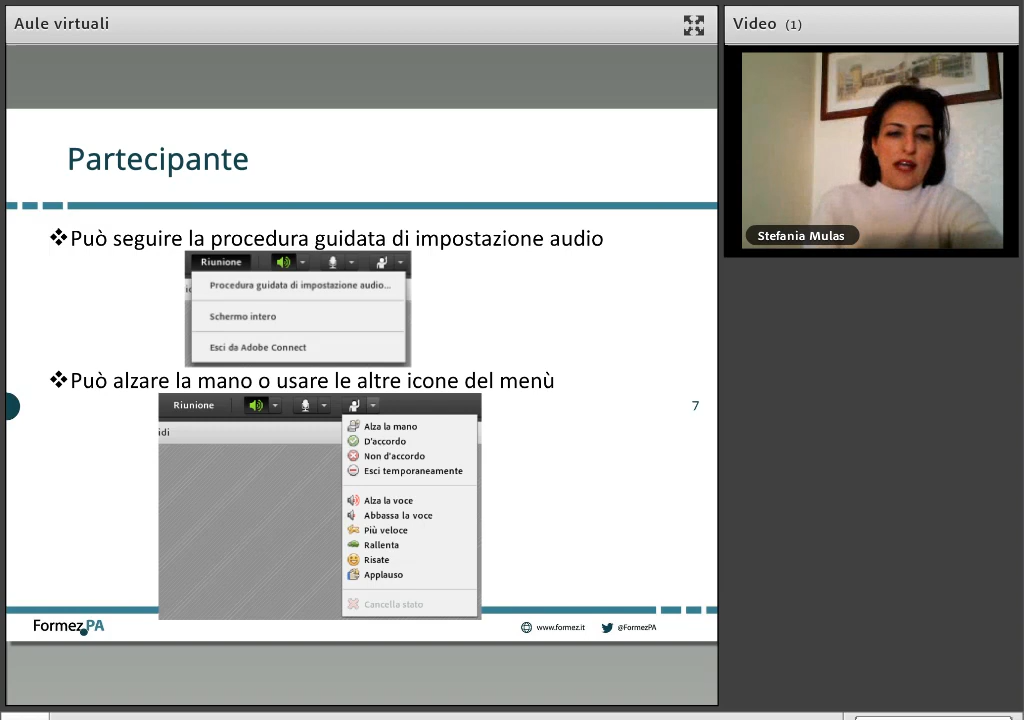 Aule virtuali
Video (1)
Stefania Mulas
Partecipante
❖Può seguire la procedura guidata di impostazione audio
Riunione
Procedura guidata di impostazione audio...
Schermo intero
Esci da Adobe Connect
❖Può alzare la mano o usare le altre icone del menù
Riunione
idi
Alza la mano
D'accordo
Non d'accordo
Esci temporaneamente
Alza la voce
Abbassa la voce
Più veloce
Rallenta
Risate
Applauso
Cancella stato
7
Formez PA
www.formez.it
@FormezPA